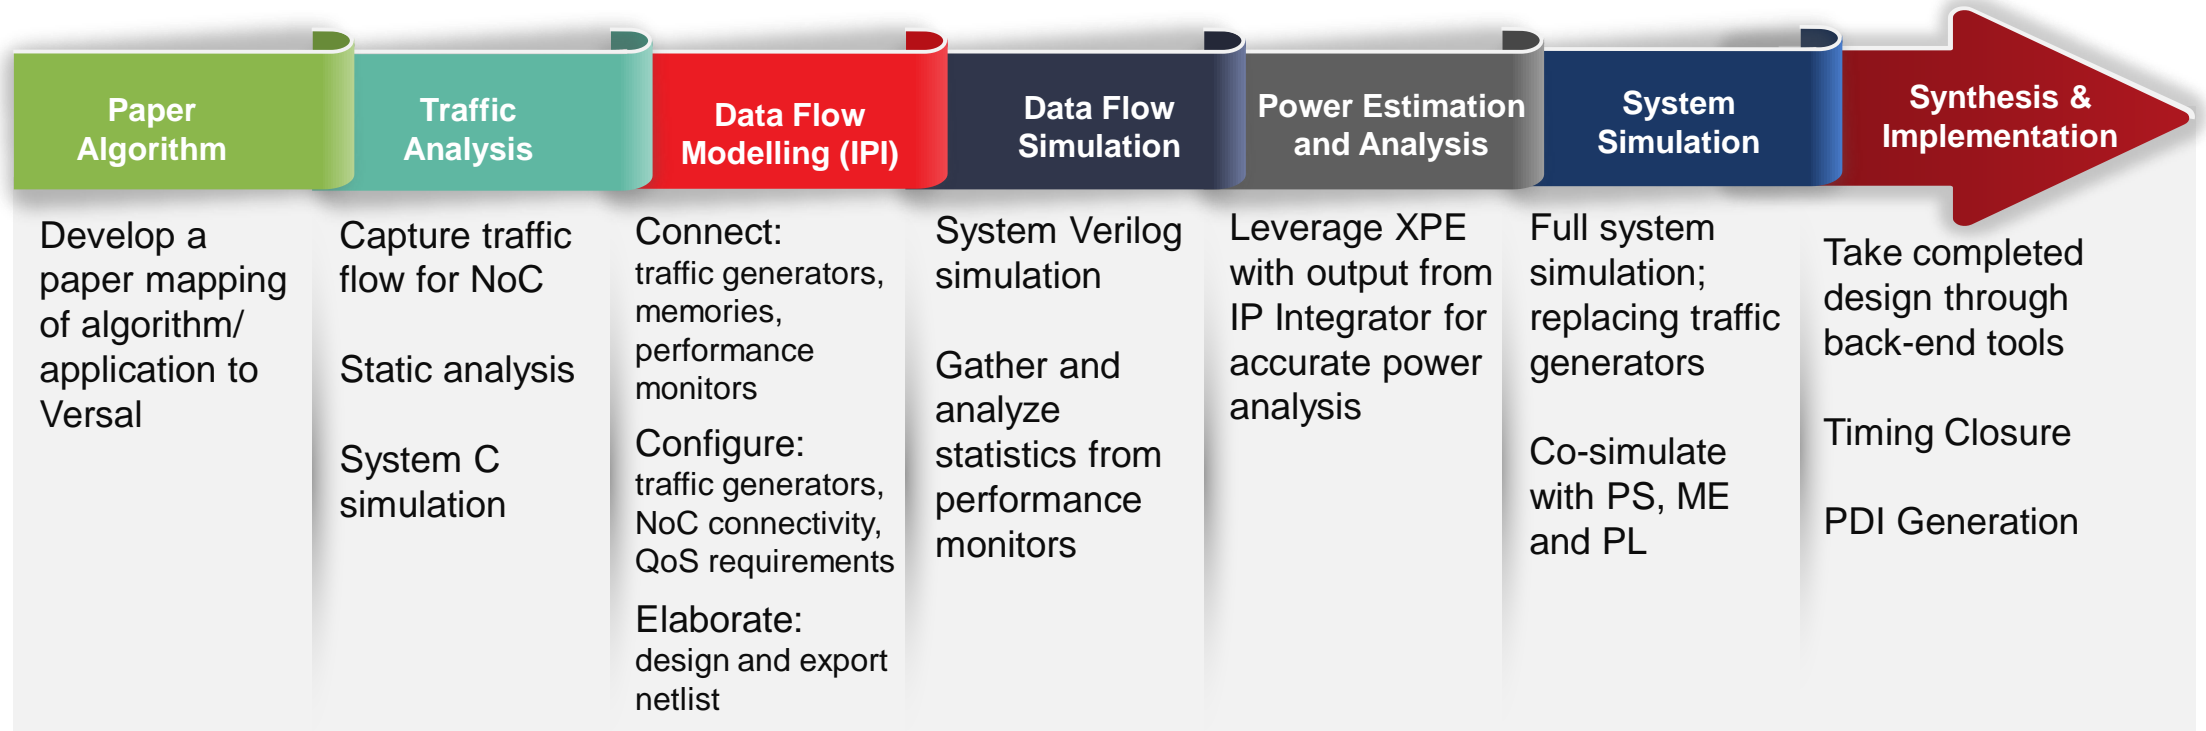 Paper
Algorithm
Traffic
Analysis
Data Flow
Modelling (IPI)
Data Flow
Simulation
Power Estimation
and Analysis
System
Simulation
Synthesis &
Implementation
Develop a
paper mapping
of algorithm/
application to
Versal
Capture traffic
flow for NoC
Static analysis
System C
simulation
Connect:
traffic generators,
memories,
performance
monitors
Configure:
traffic generators,
NoC connectivity,
QoS requirements
Elaborate:
design and export
netlist
System Verilog
simulation
Gather and
analyze
statistics from
performance
monitors
Leverage XPE
with output from
IP Integrator for
accurate power
analysis
Full system
simulation;
replacing traffic
generators
Co-simulate
with PS, ME
and PL
Take completed
design through
back-end tools
Timing Closure
PDI Generation